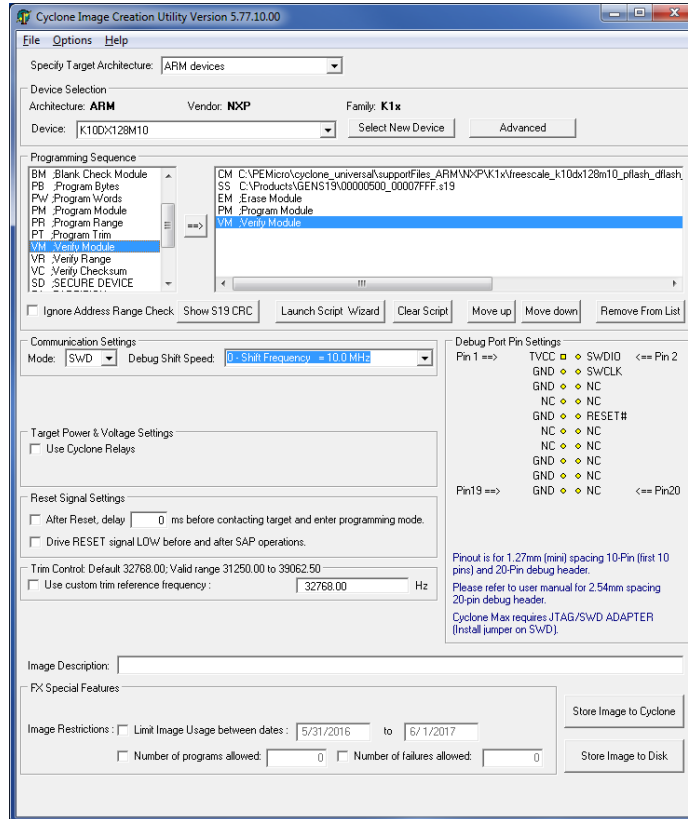 Cyclone Image Creation Utility Version 5.77.10.00
File Options Help
Specify Target Architecture: ARM devices
Device Selection
Architecture: ARM Vendor: NXP Family: K1x
Device: K10DX128M10 Select New Device Advanced
Programming Sequence
BM ;Blank Check Module
PB ;Program Bytes
PW ;Program Words
PM ;Program Module
PR ;Program Range
PT ;Program Trim
VM ;Verify Module
VR ;Verify Range
VC ;Verify Checksum
SD ;SECURE DEVICE
==>
CM C:\PEMicro\cyclone_universal\supportFiles_ARM\NXP\K1x\freescale_k10dx128m10_pflash_dflash_
SS C:\Products\GENS19\00000500_00007FFF.s19
EM ;Erase Module
PM ;Program Module
VM ;Verify Module
Ignore Address Range Check Show S19 CRC Launch Script Wizard Clear Script Move up Move down Remove From List
Communication Settings
Mode: SWD Debug Shift Speed: 0 - Shift Frequency = 10.0 MHz
Target Power & Voltage Settings
Use Cyclone Relays
Reset Signal Settings
After Reset, delay 0 ms before contacting target and enter programming mode.
Drive RESET signal LOW before and after SAP operations.
Trim Control: Default 32768.00; Valid range 31250.00 to 39062.50
Use custom trim reference frequency : 32768.00 Hz
Debug Port Pin Settings
Pin 1 ==> TVCC SWDIO <== Pin 2
GND SWCLK
GND NC
NC NC
GND RESET#
NC NC
NC NC
GND NC
GND NC
Pin19 ==> GND NC <== Pin20
Pinout is for 1.27mm (mini) spacing 10-Pin (first 10
pins) and 20-Pin debug header.
Please refer to user manual for 2.54mm spacing
20-pin debug header.
Cyclone Max requires JTAG/SWD ADAPTER
(Install jumper on SWD).
Image Description:
FX Special Features
Image Restrictions : Limit Image Usage between dates : 5/31/2016 to 6/ 1/2017
Number of programs allowed: 0 Number of failures allowed: 0
Store Image to Cyclone
Store Image to Disk